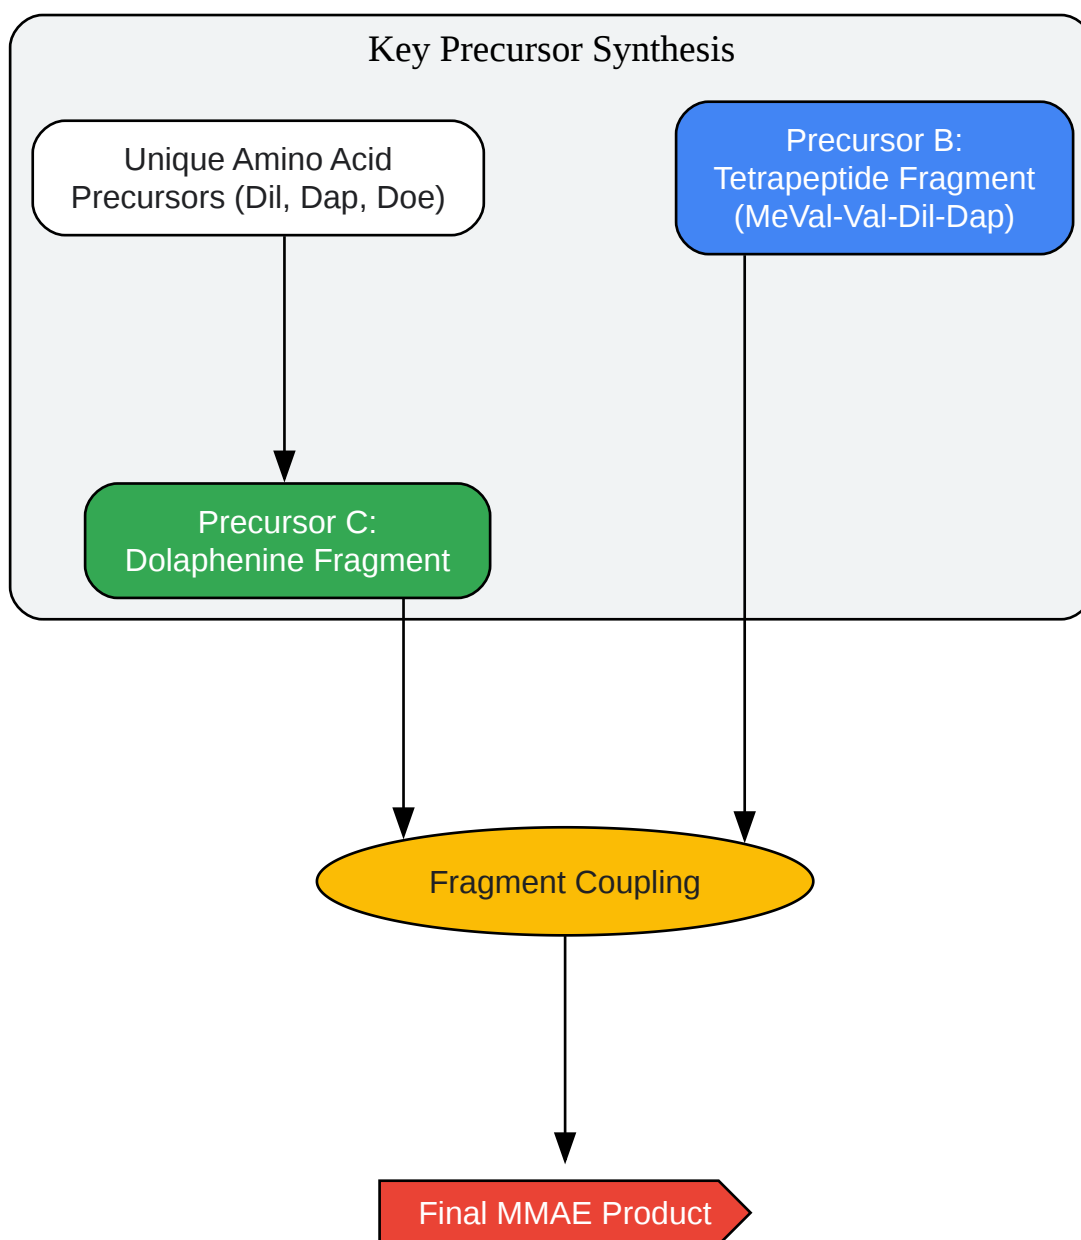 Key Precursor Synthesis
Unique Amino Acid
Precursors (Dil, Dap, Doe)
Precursor B:
Tetrapeptide Fragment
(MeVal-Val-Dil-Dap)
Precursor C:
Dolaphenine Fragment
Fragment Coupling
Final MMAE Product